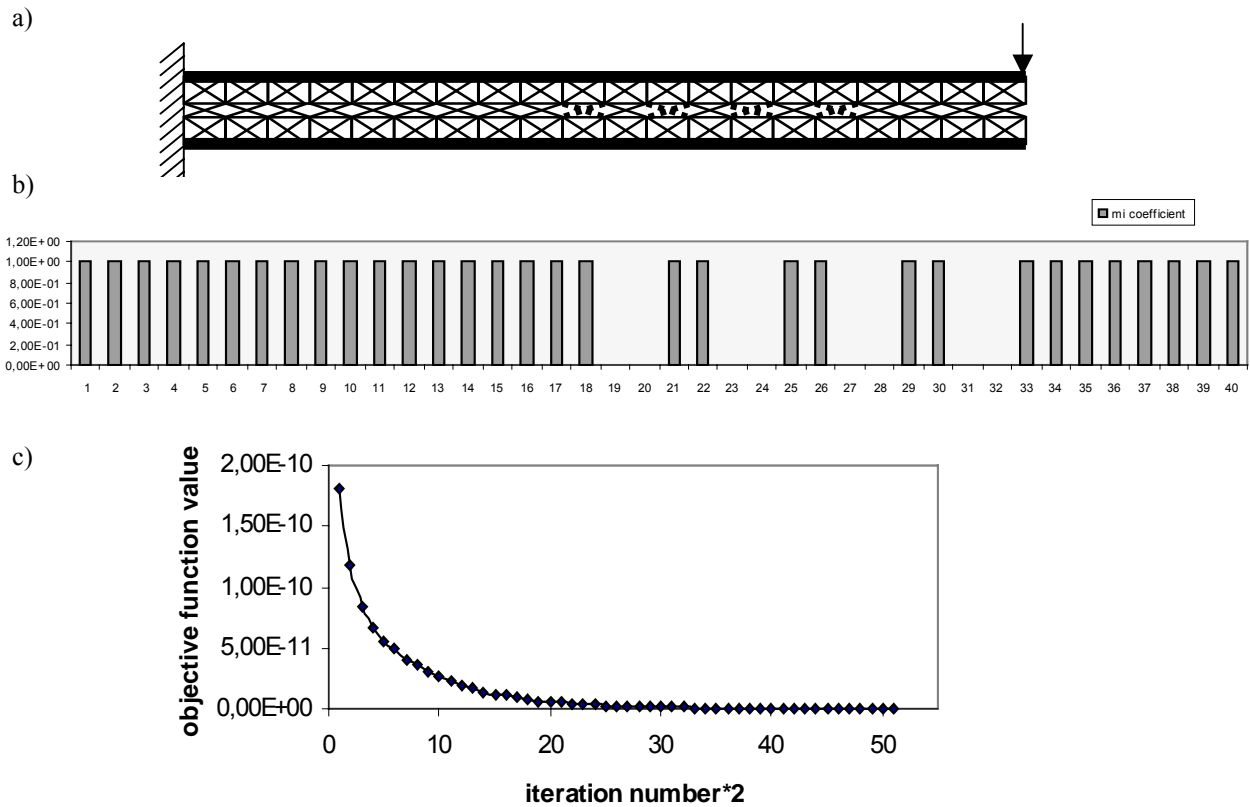 a)
b)
mi coefficient
1,20E+00
1,00E+00
8,00E-01
6,00E-01
4,00E-01
2,00E-01
0,00E+00
1 2 3 4 5 6 7 8 9 10 11 12 13 14 15 16 17 18 19 20 21 22 23 24 25 26 27 28 29 30 31 32 33 34 35 36 37 38 39 40
c)
objective function value
2,00E-10
1,50E-10
1,00E-10
5,00E-11
0,00E+00
0 10 20 30 40 50
iteration number*2